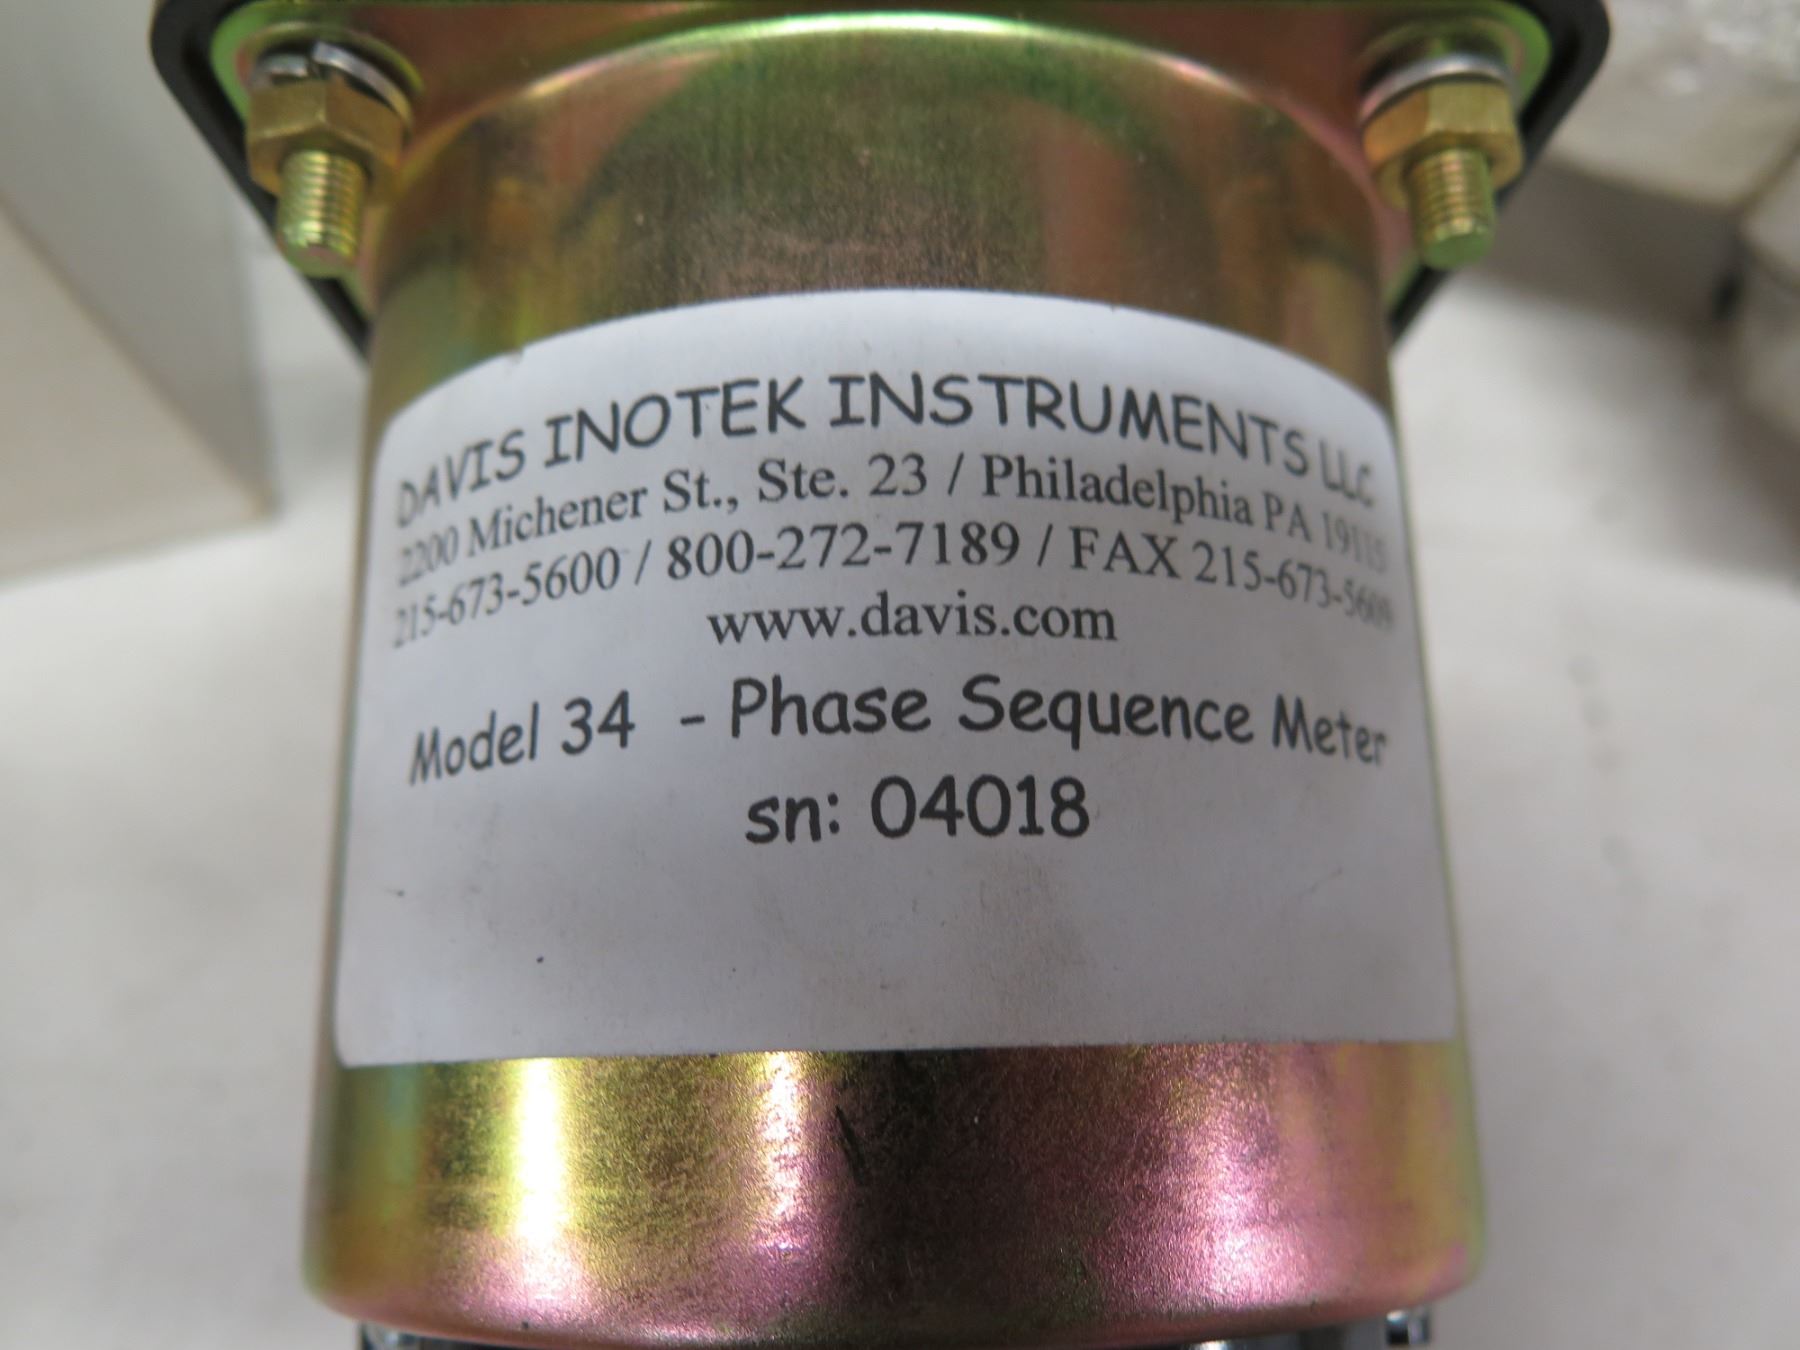 DAVIS INOTEK INSTRUMENTS LLC
2200 Michener St., Ste. 23 / Philadelphia PA 19115
215-673-5600 / 800-272-7189 / FAX 215-673-5609
www.davis.com
Model 34 - Phase Sequence Meter
sn: 04018